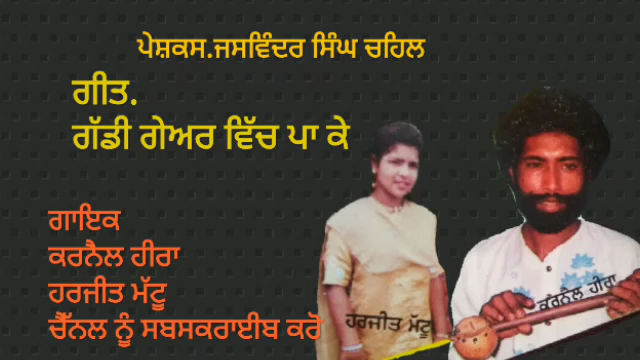 ਪੇਸ਼ਕਸ.ਜਸਵਿੰਦਰ ਸਿੰਘ ਚਹਿਲ
ਗੀਤ.
ਗੱਡੀ ਗੇਅਰ ਵਿੱਚ ਪਾ ਕੇ
ਗਾਇਕ
ਕਰਨੈਲ ਹੀਰਾ
ਹਰਜੀਤ ਮੱਟੂ
ਚੈੱਨਲ ਨੂੰ ਸਬਸਕਰਾਈਬ ਕਰੋ
ਹਰਜੀਤ ਮੱਟੂ
ਕਰਨੈਲ ਹੀਰਾ